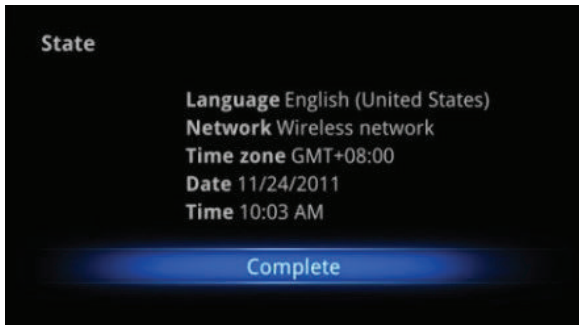 State
Language English (United States)
Network Wireless network
Time zone GMT+08:00
Date 11/24/2011
Time 10:03 AM
Complete